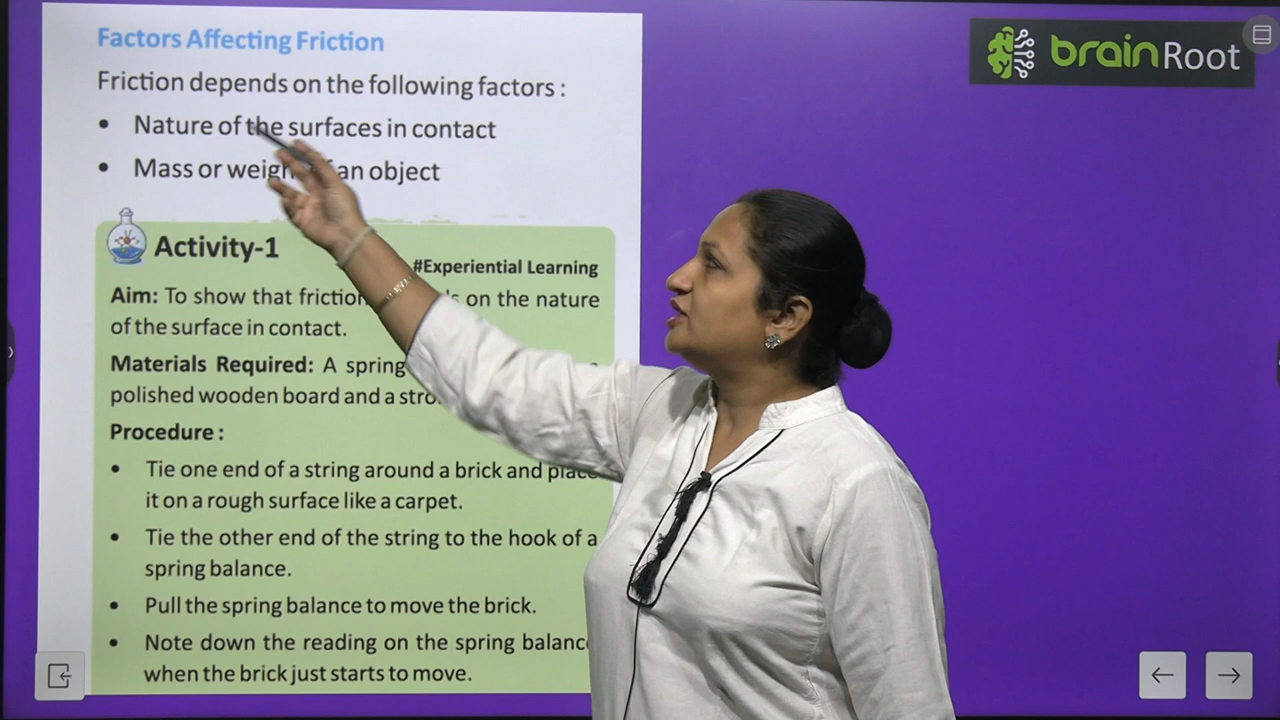 Factors Affecting Friction
brainRoot
Friction depends on the following factors :
• Nature of the surfaces in contact
• Mass or an object
Activity-1
#Experiential Learning
Aim: To show that on the nature
of the surface in contact.
Materials Required: A spring
polished wooden board and a
Procedure :
• Tie one end of a string around a brick and place
it on a rough surface like a carpet.
• Tie the other end of the string to the hook of a
spring balance.
• Pull the spring balance to move the brick.
• Note down the reading on the spring balance
when the brick just starts to move.